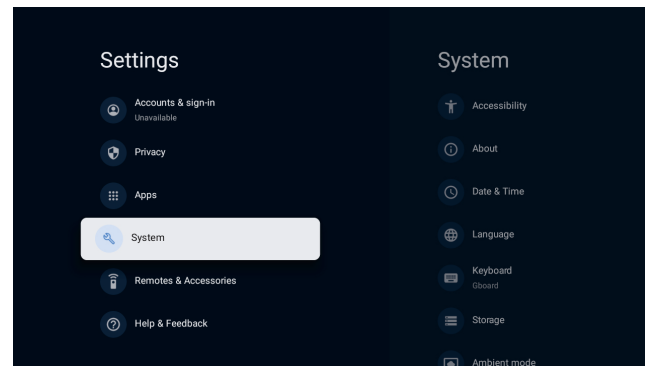 Settings
Accounts & sign-in
Unavailable
Privacy
Apps
System
Remotes & Accessories
Help & Feedback
System
Accessibility
About
Date & Time
Language
Keyboard
Gboard
Storage
Ambient mode